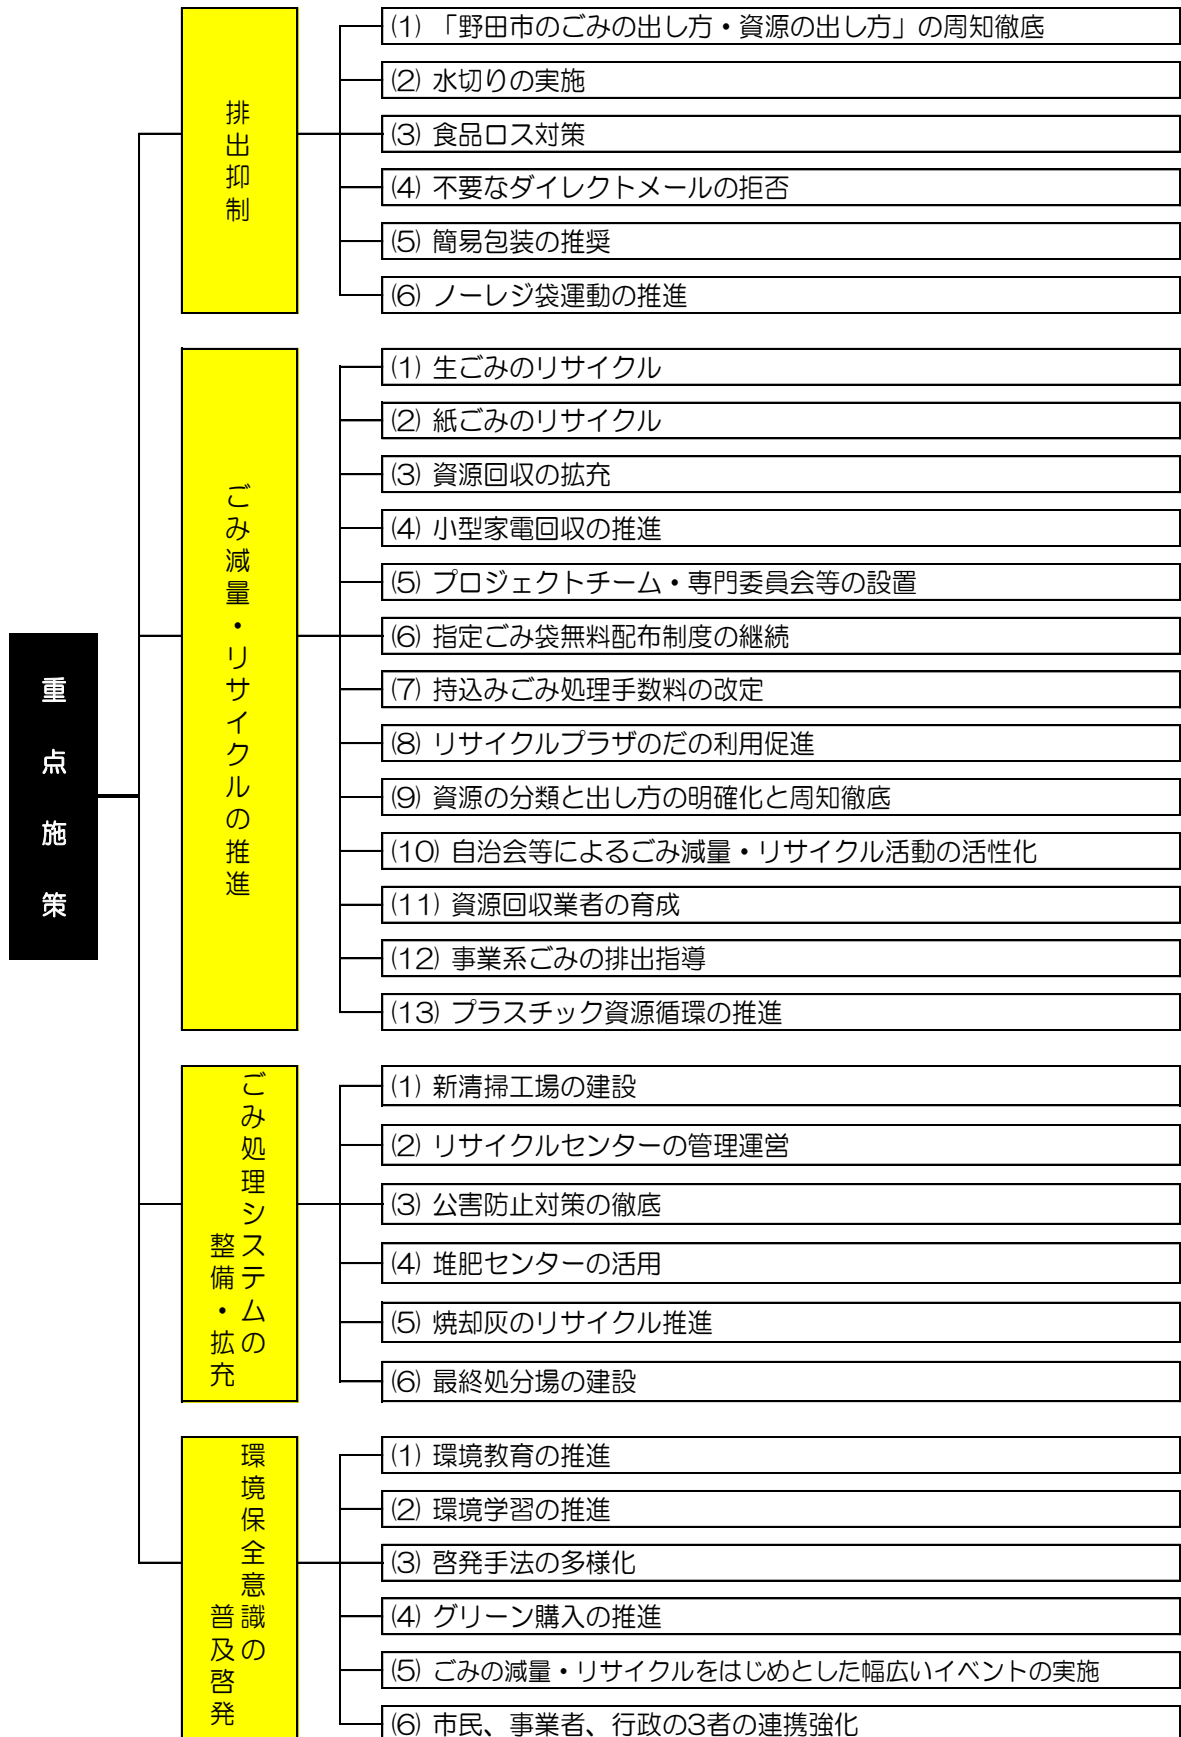 重点施策
排出抑制
(1) 「野田市のごみの出し方・資源の出し方」の周知徹底
(2) 水切りの実施
(3) 食品ロス対策
(4) 不要なダイレクトメールの拒否
(5) 簡易包装の推奨
(6) ノーレジ袋運動の推進
ごみ減量・リサイクルの推進
(1) 生ごみのリサイクル
(2) 紙ごみのリサイクル
(3) 資源回収の拡充
(4) 小型家電回収の推進
(5) プロジェクトチーム・専門委員会等の設置
(6) 指定ごみ袋無料配布制度の継続
(7) 持込みごみ処理手数料の改定
(8) リサイクルプラザのだの利用促進
(9) 資源の分類と出し方の明確化と周知徹底
(10) 自治会等によるごみ減量・リサイクル活動の活性化
(11) 資源回収業者の育成
(12) 事業系ごみの排出指導
(13) プラスチック資源循環の推進
ごみ処理システムの
整備・拡充
(1) 新清掃工場の建設
(2) リサイクルセンターの管理運営
(3) 公害防止対策の徹底
(4) 堆肥センターの活用
(5) 焼却灰のリサイクル推進
(6) 最終処分場の建設
環境保全意識の
普及啓発
(1) 環境教育の推進
(2) 環境学習の推進
(3) 啓発手法の多様化
(4) グリーン購入の推進
(5) ごみの減量・リサイクルをはじめとした幅広いイベントの実施
(6) 市民、事業者、行政の3者の連携強化